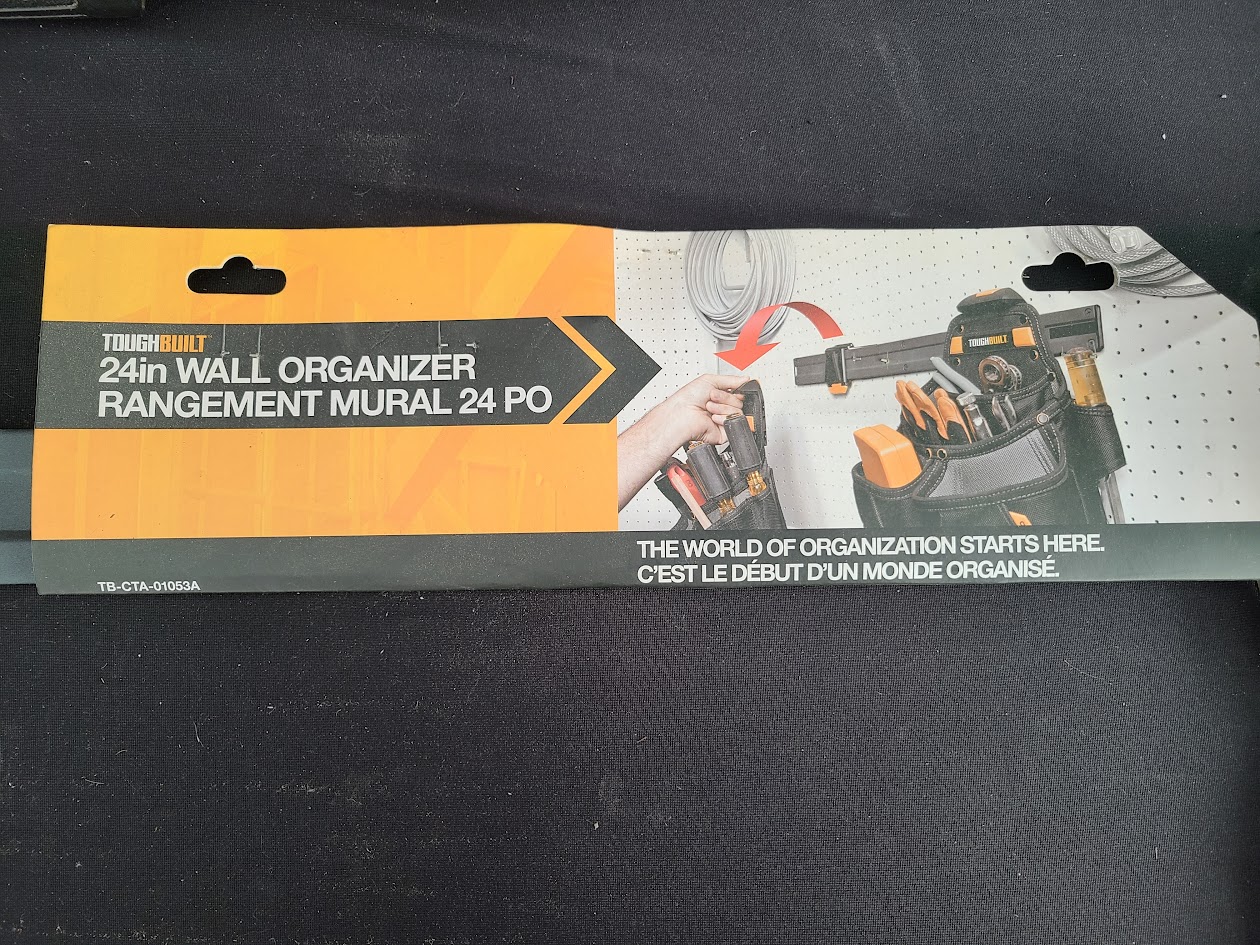 TOUGHBUILT
24in WALL ORGANIZER
RANGEMENT MURAL 24 PO
TOUGHBUILT
THE WORLD OF ORGANIZATION STARTS HERE.
C'EST LE DÉBUT D'UN MONDE ORGANISÉ.
TB-CTA-01053A